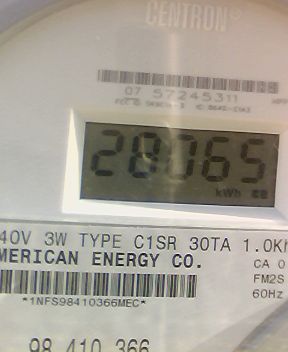 CENTRON®
07 57245311
28065
kWh
40V 3W TYPE C1SR 30TA 1.0Kh
MERICAN ENERGY CO.
CA 0
FM2S
*1NFS98410366MEC*
60Hz
98 410 366